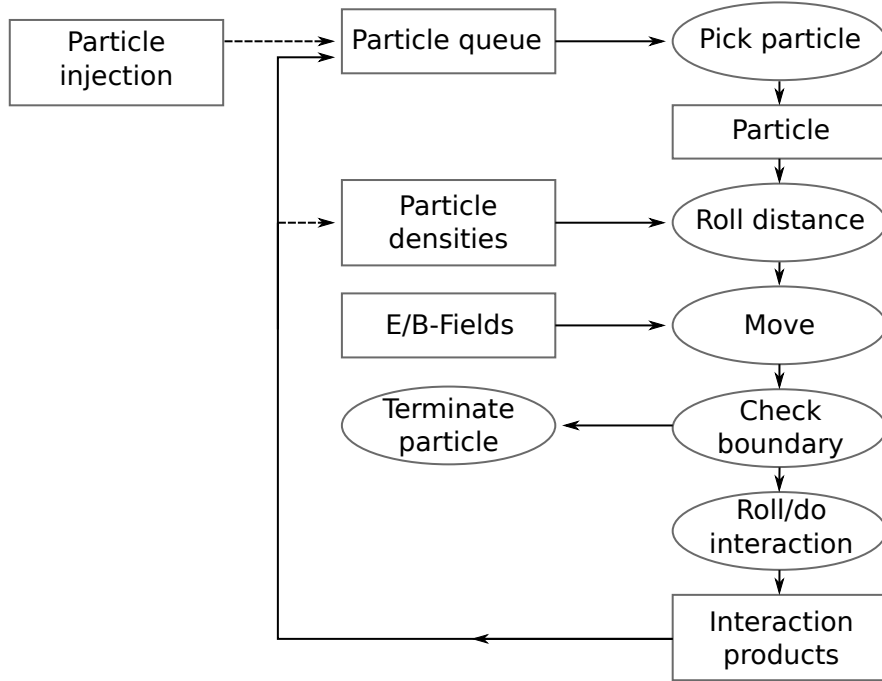 Particle
injection
Particle queue
Pick particle
Particle
Particle
densities
Roll distance
E/B-Fields
Move
Terminate
particle
Check
boundary
Roll/do
interaction
Interaction
products